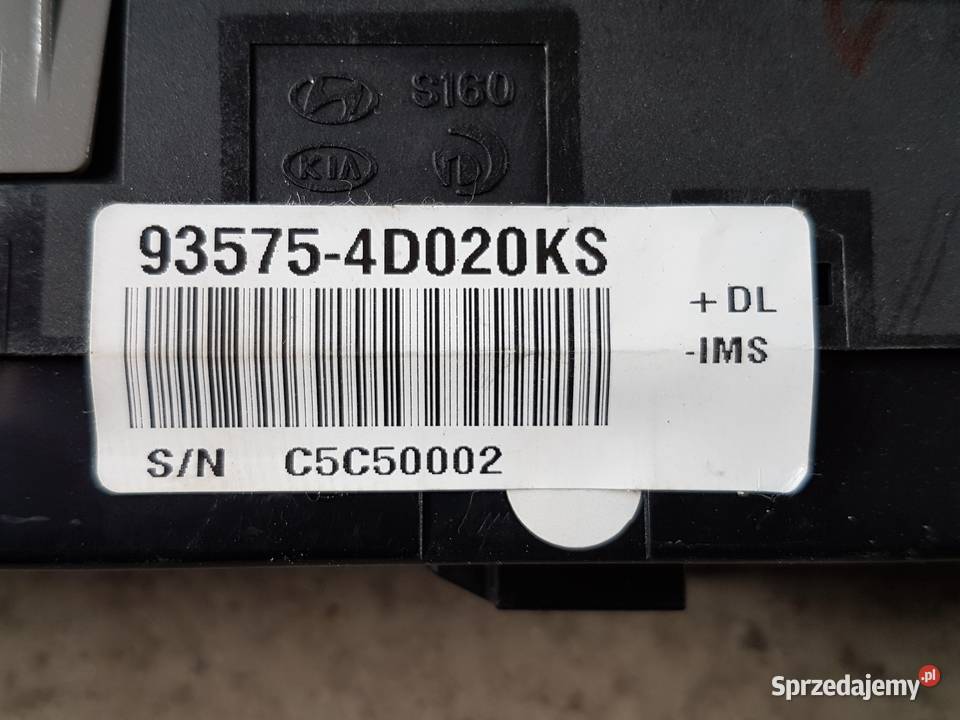 S160
KIA
93575-4D020KS
+DL
-IMS
S/N C5C50002
Sprzedajemy.pl